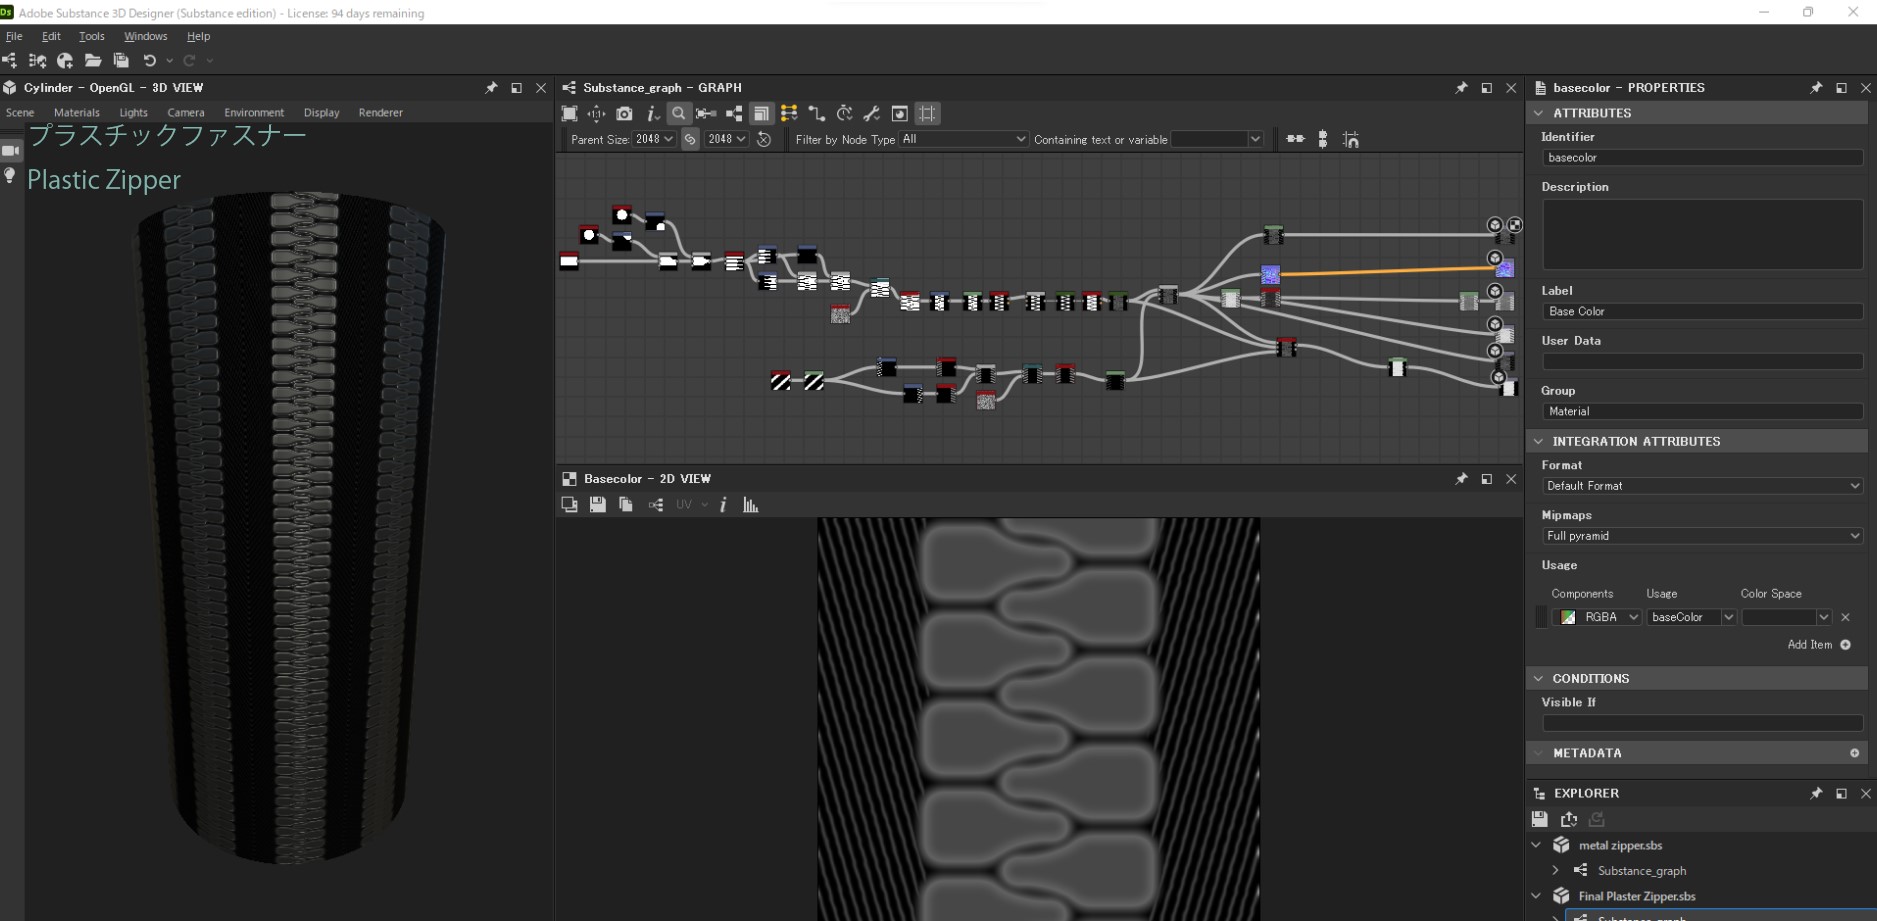 Ds Adobe Substance 3D Designer (Substance edition) - License: 94 days remaining
File Edit Tools Windows Help
Cylinder - OpenGL - 3D VIEW
Scene Materials Lights Camera Environment Display Renderer
プラスチックファスナー
Plastic Zipper
Substance_graph - GRAPH
Parent Size: 2048 2048 Filter by Node Type All Containing text or variable
Basecolor - 2D VIEW
UV
basecolor - PROPERTIES
ATTRIBUTES
Identifier
basecolor
Description
Label
Base Color
User Data
Group
Material
INTEGRATION ATTRIBUTES
Format
Default Format
Mipmaps
Full pyramid
Usage
Components Usage Color Space
RGBA baseColor
Add Item
CONDITIONS
Visible If
METADATA
EXPLORER
metal zipper.sbs
Substance_graph
Final Plaster Zipper.sbs
Substance_graph